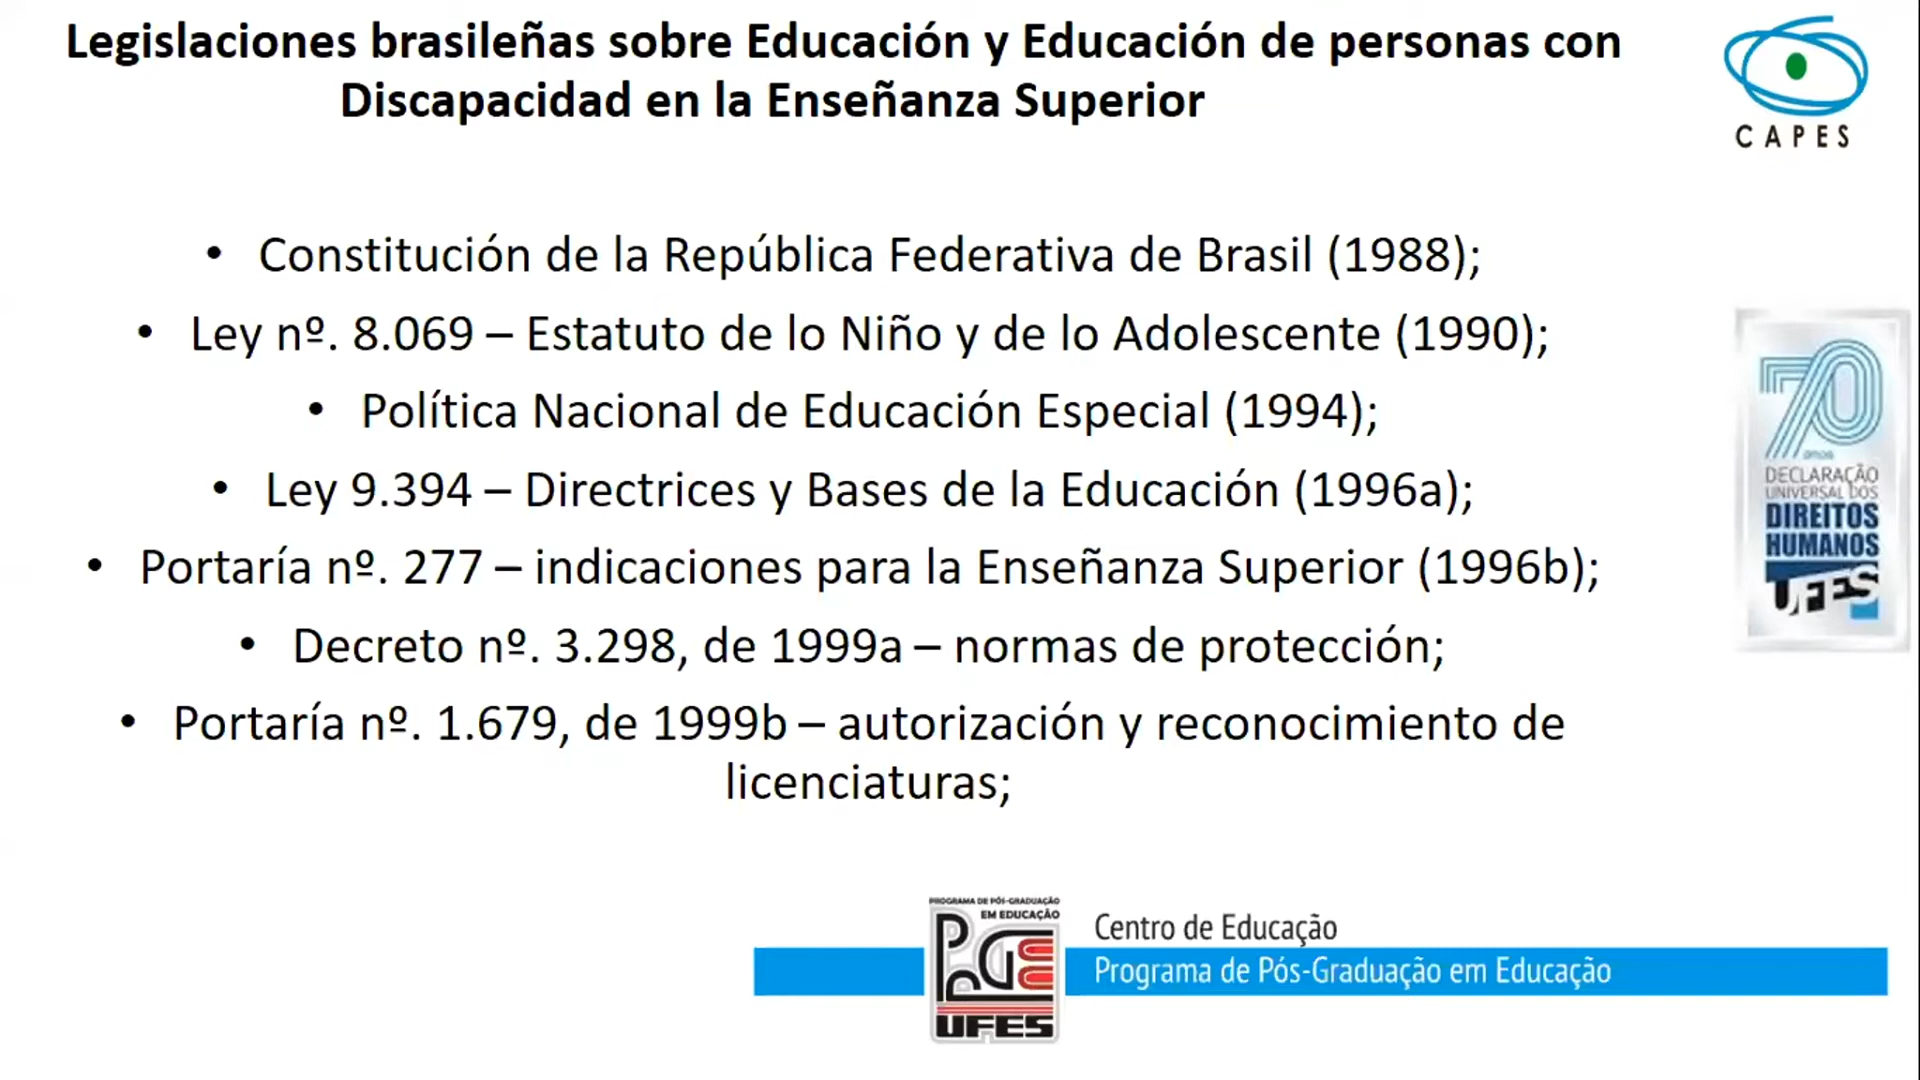 Legislaciones brasileñas sobre Educación y Educación de personas con
Discapacidad en la Enseñanza Superior
CAPES
• Constitución de la República Federativa de Brasil (1988);
• Ley nº. 8.069 – Estatuto de lo Niño y de lo Adolescente (1990);
• Política Nacional de Educación Especial (1994);
• Ley 9.394 – Directrices y Bases de la Educación (1996a);
• Portaría nº. 277 – indicaciones para la Enseñanza Superior (1996b);
• Decreto nº. 3.298, de 1999a – normas de protección;
• Portaría nº. 1.679, de 1999b – autorización y reconocimiento de
licenciaturas;
70
anos
DECLARAÇÃO
UNIVERSAL DOS
DIREITOS
HUMANOS
UFES
PROGRAMA DE PÓS-GRADUAÇÃO
EM EDUCAÇÃO
PPGE
UFES
Centro de Educação
Programa de Pós-Graduação em Educação